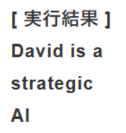 [ 実行結果 ]
David is a
strategic
AI